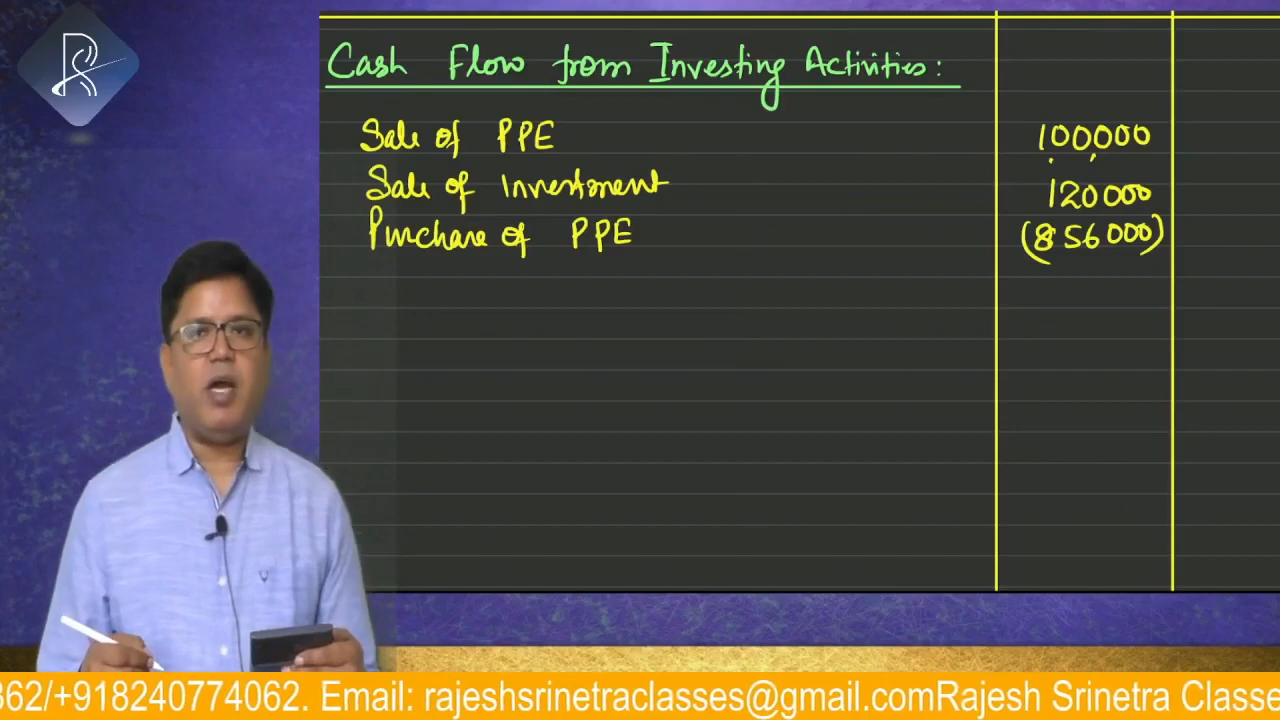 Cash Flow from Investing Activities:
Sale of PPE 100,000
Sale of Investment 120000
Purchase of PPE (856000)
362/+918240774062. Email: rajeshsrinetraclasses@gmail.comRajesh Srinetra Classe